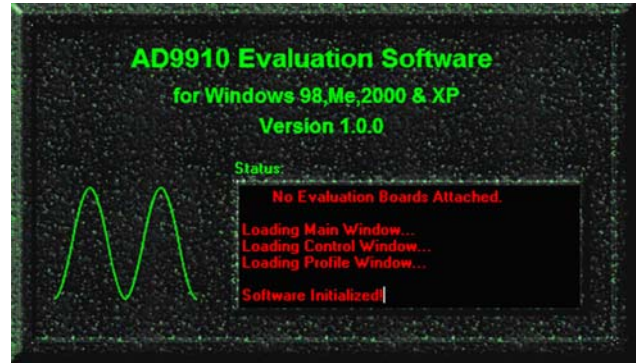 AD9910 Evaluation Software
for Windows 98,Me,2000 & XP
Version 1.0.0
Status:
No Evaluation Boards Attached.
Loading Main Window...
Loading Control Window...
Loading Profile Window...
Software Initialized!